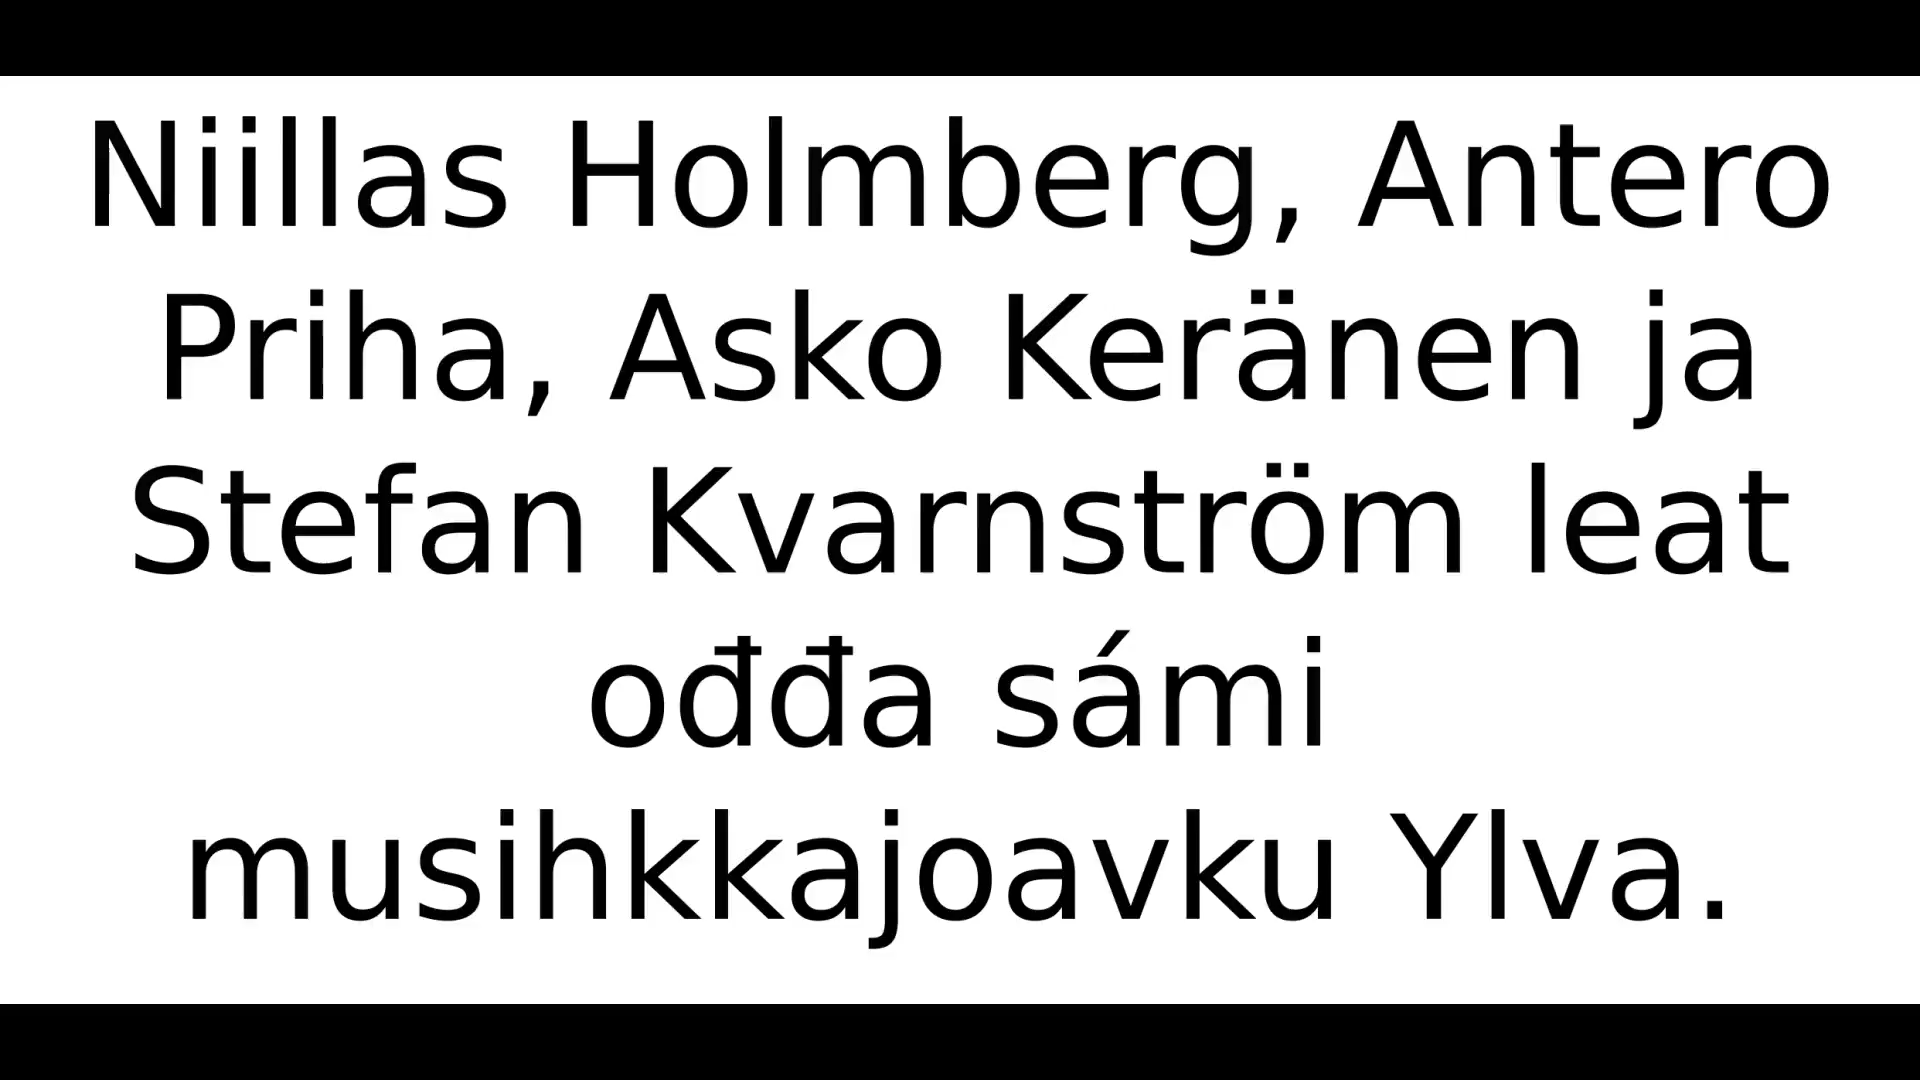 Niillas Holmberg, Antero
Priha, Asko Keränen ja
Stefan Kvarnström leat
ođđa sámi
musihkkajoavku Ylva.